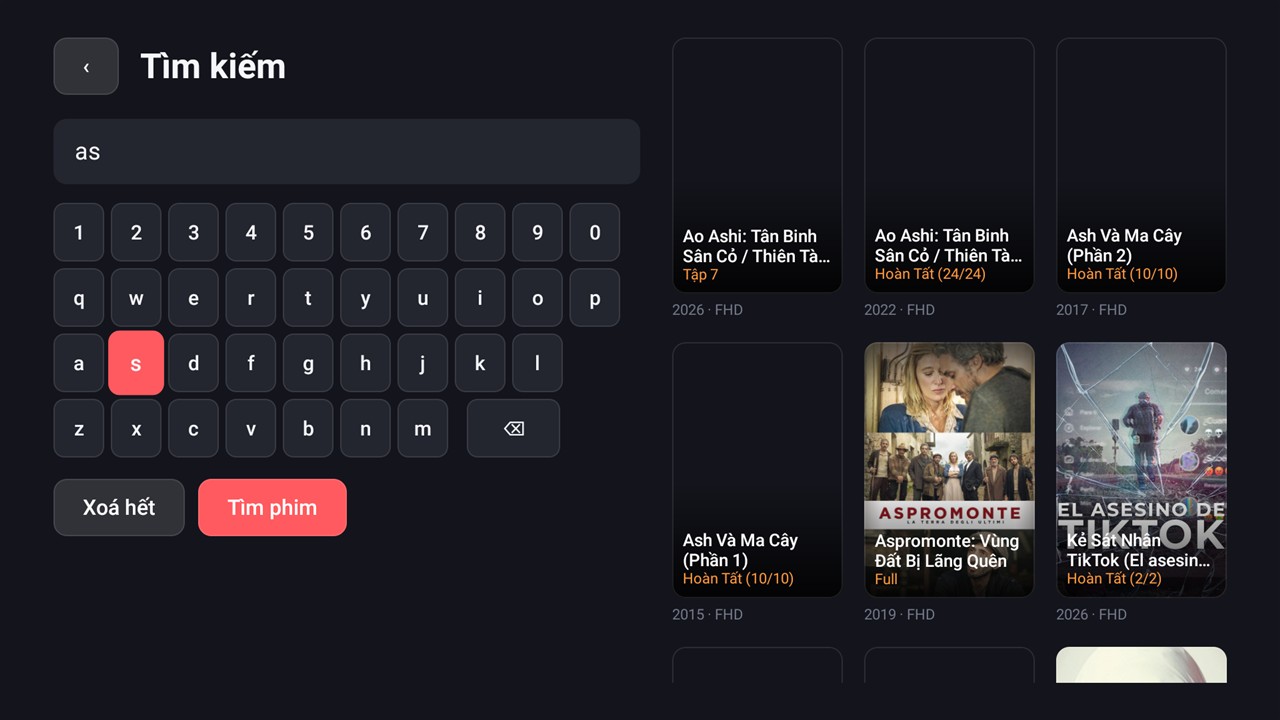 ‹
Tìm kiếm
as
1 2 3 4 5 6 7 8 9 0
q w e r t y u i o p
a s d f g h j k l
z x c v b n m ⌫
Xoá hết
Tìm phim
Ao Ashi: Tân Binh
Sân Cỏ / Thiên Tà...
Tập 7
2026 · FHD
Ao Ashi: Tân Binh
Sân Cỏ / Thiên Tà...
Hoàn Tất (24/24)
2022 · FHD
Ash Và Ma Cây
(Phần 2)
Hoàn Tất (10/10)
2017 · FHD
Ash Và Ma Cây
(Phần 1)
Hoàn Tất (10/10)
2015 · FHD
ASPROMONTE
LA TERRA DEGLI ULTIMI
Aspromonte: Vùng
Đất Bị Lãng Quên
Full
2019 · FHD
EL ASESINO DE
TIKTOK
Kẻ Sát Nhân
TikTok (El asesin...
Hoàn Tất (2/2)
2026 · FHD